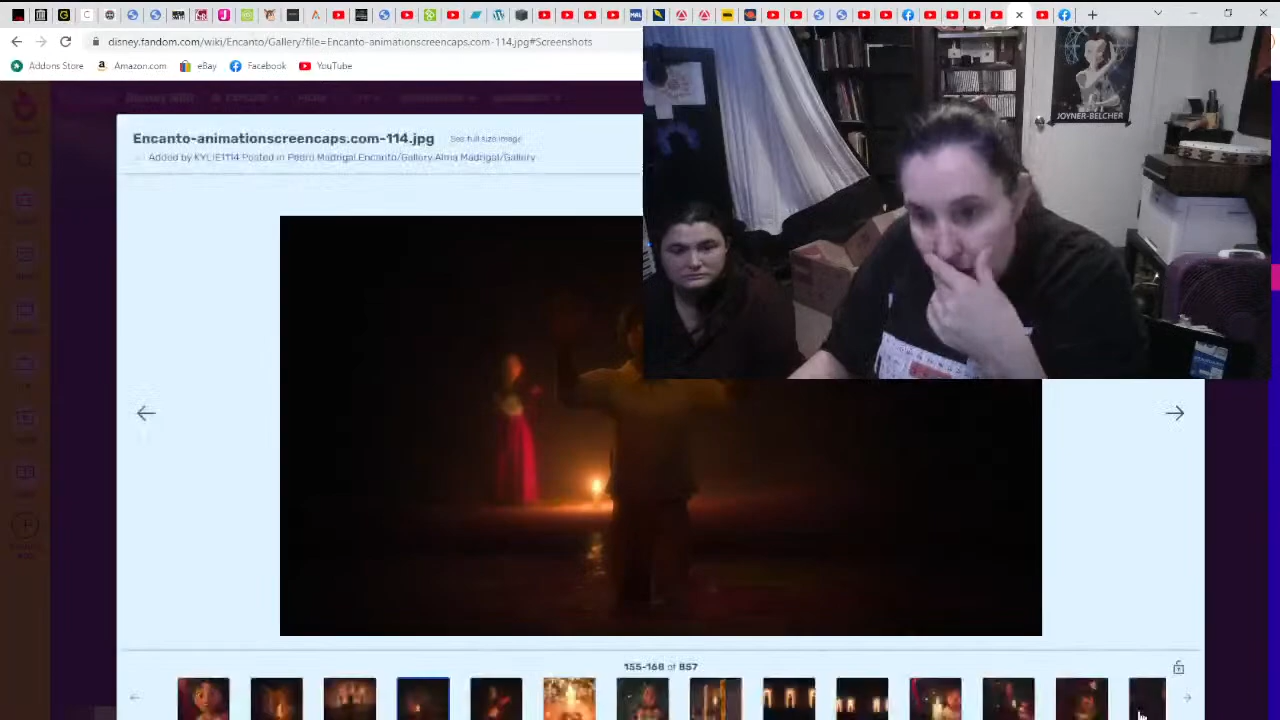 disney.fandom.com/wiki/Encanto/Gallery?file=Encanto-animationscreencaps.com-114.jpg#Screenshots
Addons Store Amazon.com eBay Facebook YouTube
Encanto-animationscreencaps.com-114.jpg See full size image
Added by KYLIE1114 Posted in Pedro Madrigal,Encanto/Gallery,Alma Madrigal/Gallery
JOYNER-BELCHER
155-168 of 857